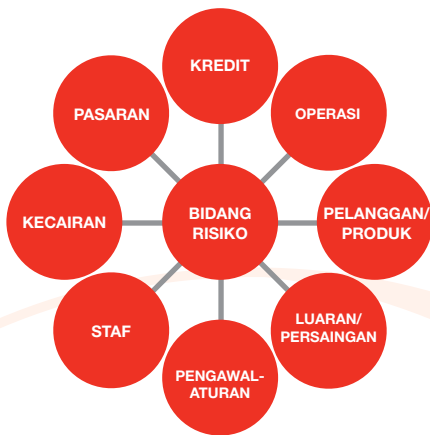 KREDIT
OPERASI
PELANGGAN/
PRODUK
LUARAN/
PERSAINGAN
PENGAWAL-
ATURAN
STAF
KECAIRAN
PASARAN
BIDANG
RISIKO